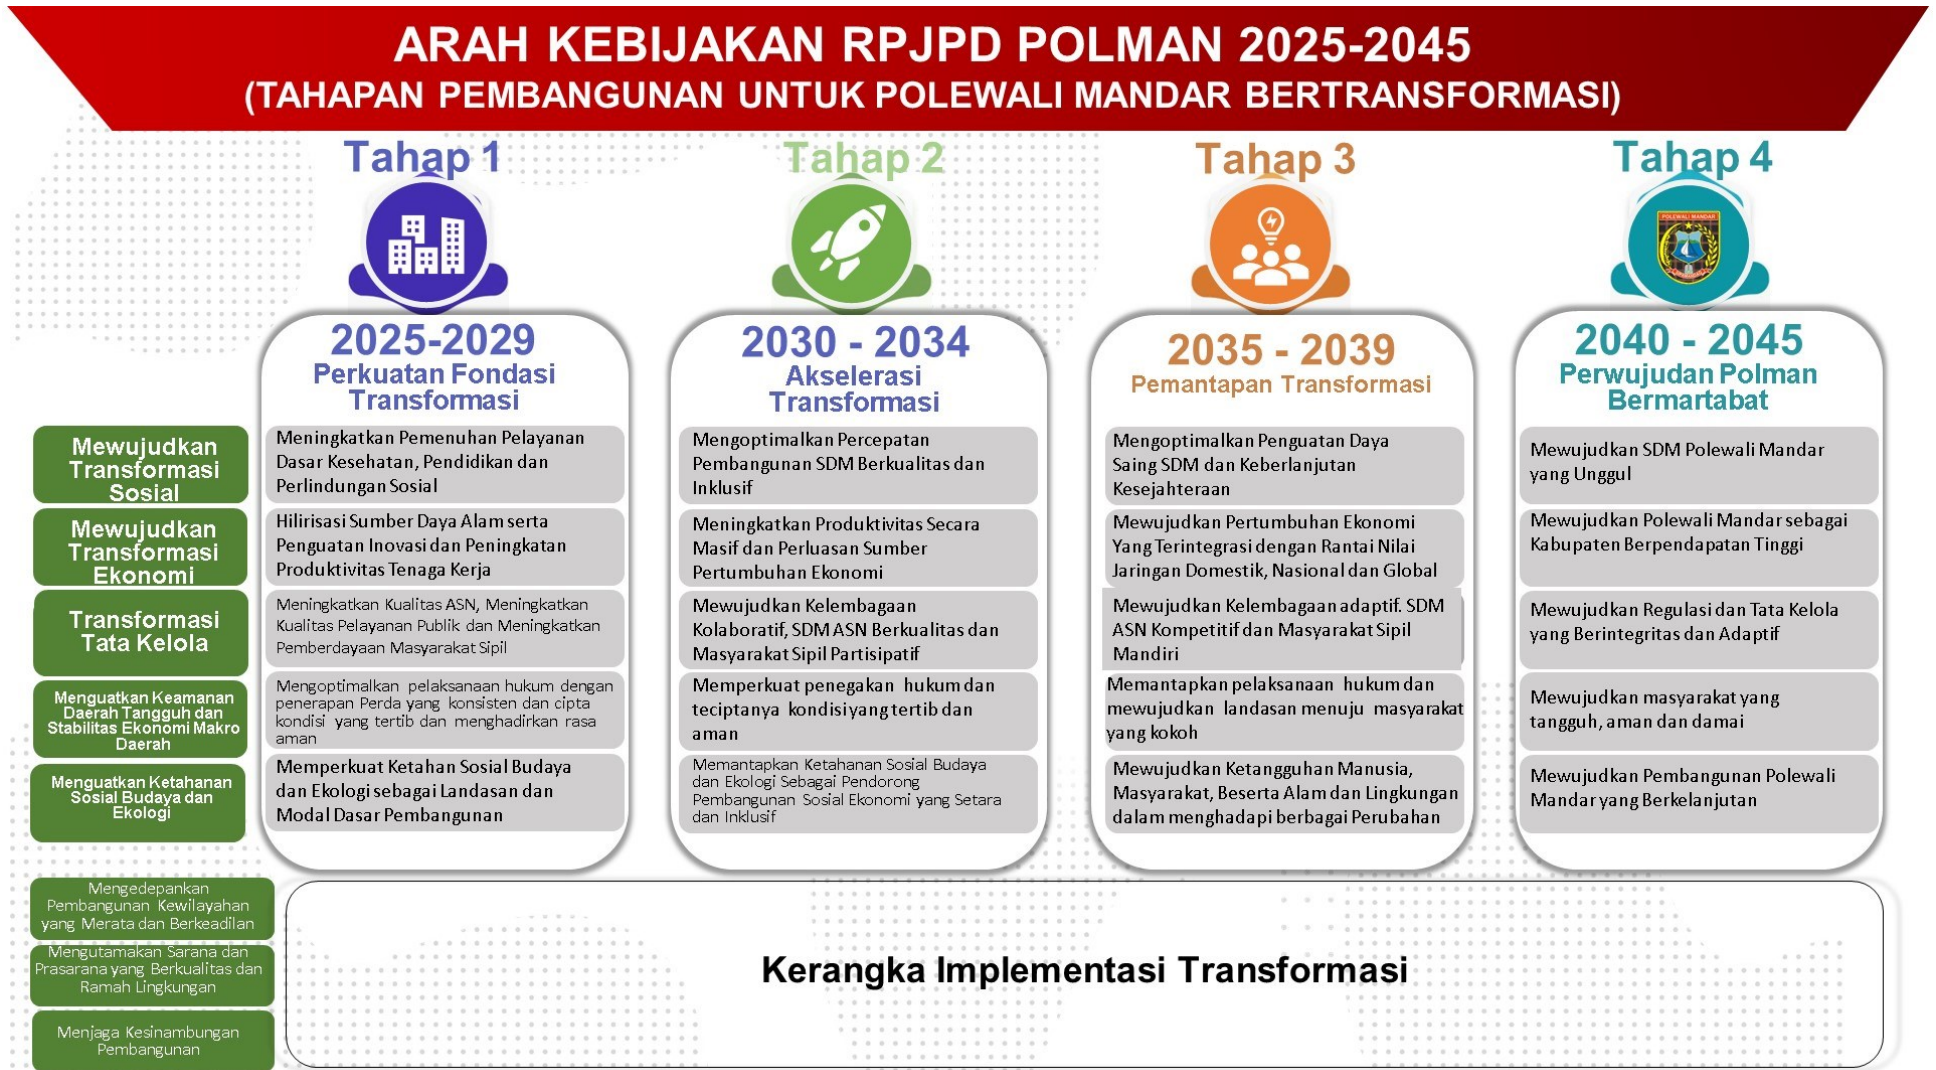 ARAH KEBIJAKAN RPJPD POLMAN 2025-2045
(TAHAPAN PEMBANGUNAN UNTUK POLEWALI MANDAR BERTRANSFORMASI)
Tahap 1
Tahap 2
Tahap 3
Tahap 4
POLEWALI MANDAR
2025-2029
Perkuatan Fondasi
Transformasi
2030 - 2034
Akselerasi
Transformasi
2035 - 2039
Pemantapan Transformasi
2040 - 2045
Perwujudan Polman
Bermartabat
Mewujudkan
Transformasi
Sosial
Meningkatkan Pemenuhan Pelayanan
Dasar Kesehatan, Pendidikan dan
Perlindungan Sosial
Mengoptimalkan Percepatan
Pembangunan SDM Berkualitas dan
Inklusif
Mengoptimalkan Penguatan Daya
Saing SDM dan Keberlanjutan
Kesejahteraan
Mewujudkan SDM Polewali Mandar
yang Unggul
Mewujudkan
Transformasi
Ekonomi
Hilirisasi Sumber Daya Alam serta
Penguatan Inovasi dan Peningkatan
Produktivitas Tenaga Kerja
Meningkatkan Produktivitas Secara
Masif dan Perluasan Sumber
Pertumbuhan Ekonomi
Mewujudkan Pertumbuhan Ekonomi
Yang Terintegrasi dengan Rantai Nilai
Jaringan Domestik, Nasional dan Global
Mewujudkan Polewali Mandar sebagai
Kabupaten Berpendapatan Tinggi
Transformasi
Tata Kelola
Meningkatkan Kualitas ASN, Meningkatkan
Kualitas Pelayanan Publik dan Meningkatkan
Pemberdayaan Masyarakat Sipil
Mewujudkan Kelembagaan
Kolaboratif, SDM ASN Berkualitas dan
Masyarakat Sipil Partisipatif
Mewujudkan Kelembagaan adaptif. SDM
ASN Kompetitif dan Masyarakat Sipil
Mandiri
Mewujudkan Regulasi dan Tata Kelola
yang Berintegritas dan Adaptif
Menguatkan Keamanan
Daerah Tangguh dan
Stabilitas Ekonomi Makro
Daerah
Mengoptimalkan pelaksanaan hukum dengan
penerapan Perda yang konsisten dan cipta
kondisi yang tertib dan menghadirkan rasa
aman
Memperkuat penegakan hukum dan
teciptanya kondisi yang tertib dan
aman
Memantapkan pelaksanaan hukum dan
mewujudkan landasan menuju masyarakat
yang kokoh
Mewujudkan masyarakat yang
tangguh, aman dan damai
Menguatkan Ketahanan
Sosial Budaya dan
Ekologi
Memperkuat Ketahan Sosial Budaya
dan Ekologi sebagai Landasan dan
Modal Dasar Pembangunan
Memantapkan Ketahanan Sosial Budaya
dan Ekologi Sebagai Pendorong
Pembangunan Sosial Ekonomi yang Setara
dan Inklusif
Mewujudkan Ketangguhan Manusia,
Masyarakat, Beserta Alam dan Lingkungan
dalam menghadapi berbagai Perubahan
Mewujudkan Pembangunan Polewali
Mandar yang Berkelanjutan
Mengedepankan
Pembangunan Kewilayahan
yang Merata dan Berkeadilan
Mengutamakan Sarana dan
Prasarana yang Berkualitas dan
Ramah Lingkungan
Menjaga Kesinambungan
Pembangunan
Kerangka Implementasi Transformasi